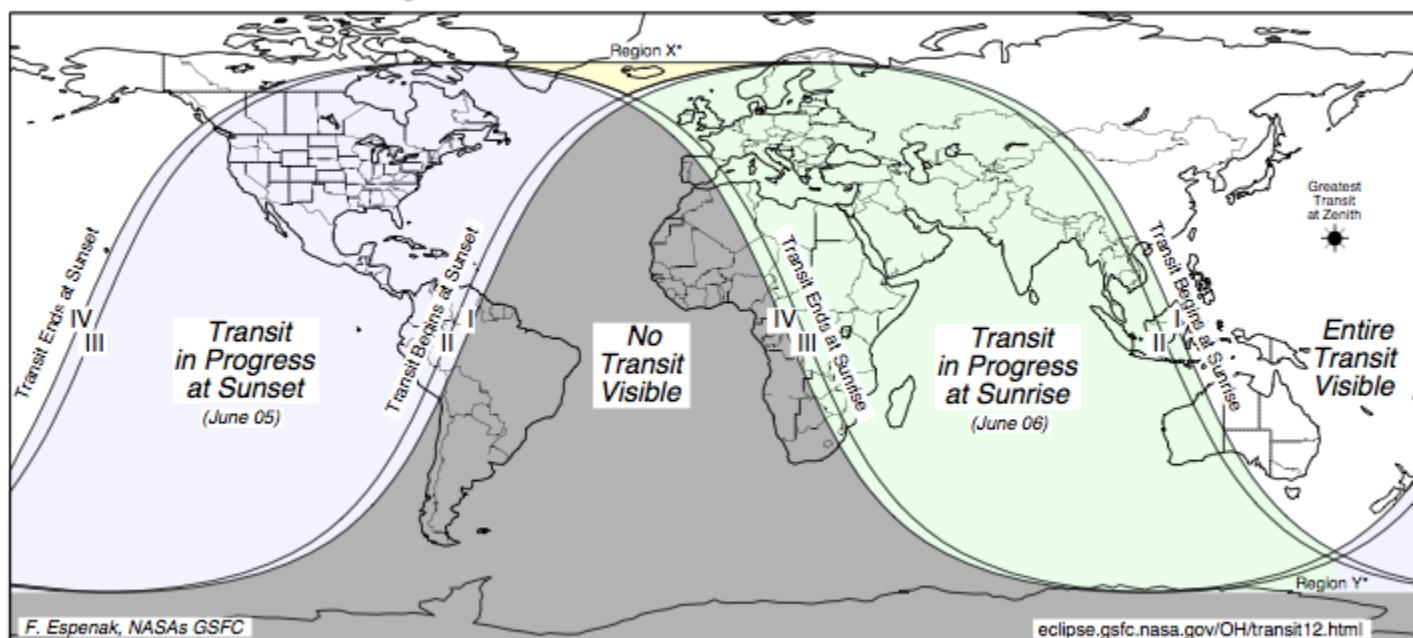 Region X*
Greatest
Transit
at Zenith
Transit Ends at Sunset
IV
III
Transit
in Progress
at Sunset
(June 05)
Transit Begins at Sunset
I
II
No
Transit
Visible
IV
III
Transit Ends at Sunrise
Transit
in Progress
at Sunrise
(June 06)
I
II
Transit Begins at Sunrise
Entire
Transit
Visible
Region Y*
F. Espenak, NASAs GSFC
eclipse.gsfc.nasa.gov/OH/transit12.html